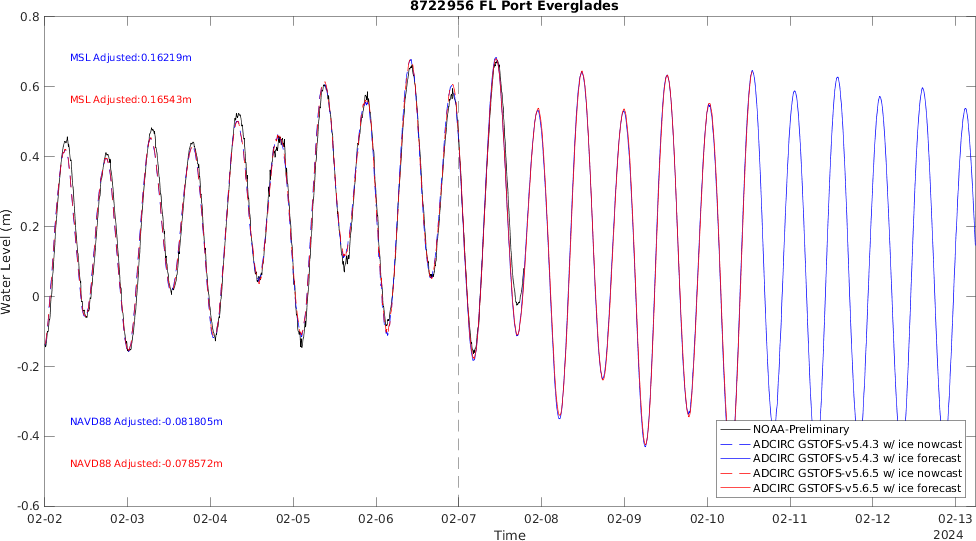 8722956 FL Port Everglades
0.8
0.6
0.4
0.2
0
-0.2
-0.4
-0.6
Water Level (m)
MSL Adjusted:0.16219m
MSL Adjusted:0.16543m
NAVD88 Adjusted:-0.081805m
NAVD88 Adjusted:-0.078572m
NOAA-Preliminary
ADCIRC GSTOFS-v5.4.3 w/ ice nowcast
ADCIRC GSTOFS-v5.4.3 w/ ice forecast
ADCIRC GSTOFS-v5.6.5 w/ ice nowcast
ADCIRC GSTOFS-v5.6.5 w/ ice forecast
02-02 02-03 02-04 02-05 02-06 02-07 02-08 02-09 02-10 02-11 02-12 02-13
Time
2024